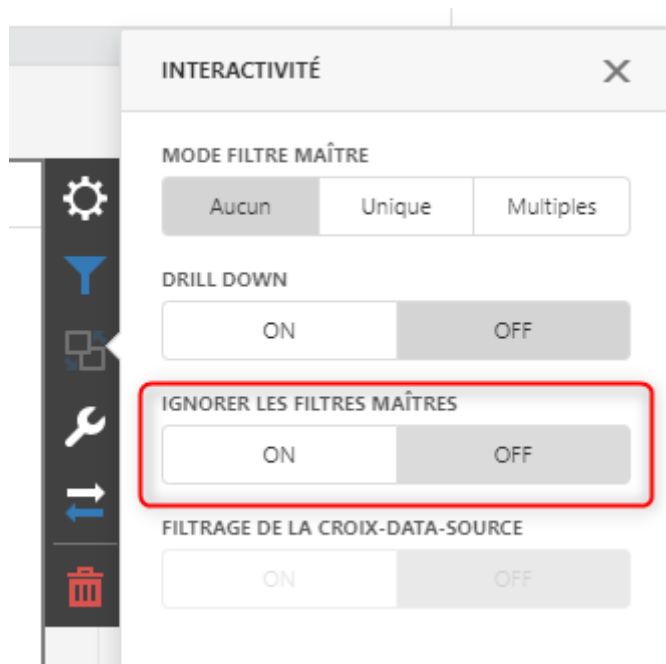 INTERACTIVITÉ
MODE FILTRE MAÎTRE
Aucun Unique Multiples
DRILL DOWN
ON OFF
IGNORER LES FILTRES MAÎTRES
ON OFF
FILTRAGE DE LA CROIX-DATA-SOURCE
ON OFF